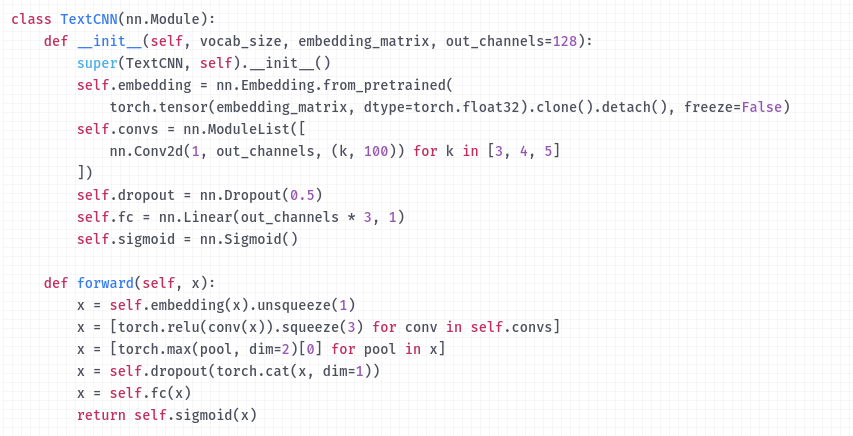 class TextCNN(nn.Module):
    def __init__(self, vocab_size, embedding_matrix, out_channels=128):
        super(TextCNN, self).__init__()
        self.embedding = nn.Embedding.from_pretrained(
            torch.tensor(embedding_matrix, dtype=torch.float32).clone().detach(), freeze=False)
        self.convs = nn.ModuleList([
            nn.Conv2d(1, out_channels, (k, 100)) for k in [3, 4, 5]
        ])
        self.dropout = nn.Dropout(0.5)
        self.fc = nn.Linear(out_channels * 3, 1)
        self.sigmoid = nn.Sigmoid()

    def forward(self, x):
        x = self.embedding(x).unsqueeze(1)
        x = [torch.relu(conv(x)).squeeze(3) for conv in self.convs]
        x = [torch.max(pool, dim=2)[0] for pool in x]
        x = self.dropout(torch.cat(x, dim=1))
        x = self.fc(x)
        return self.sigmoid(x)